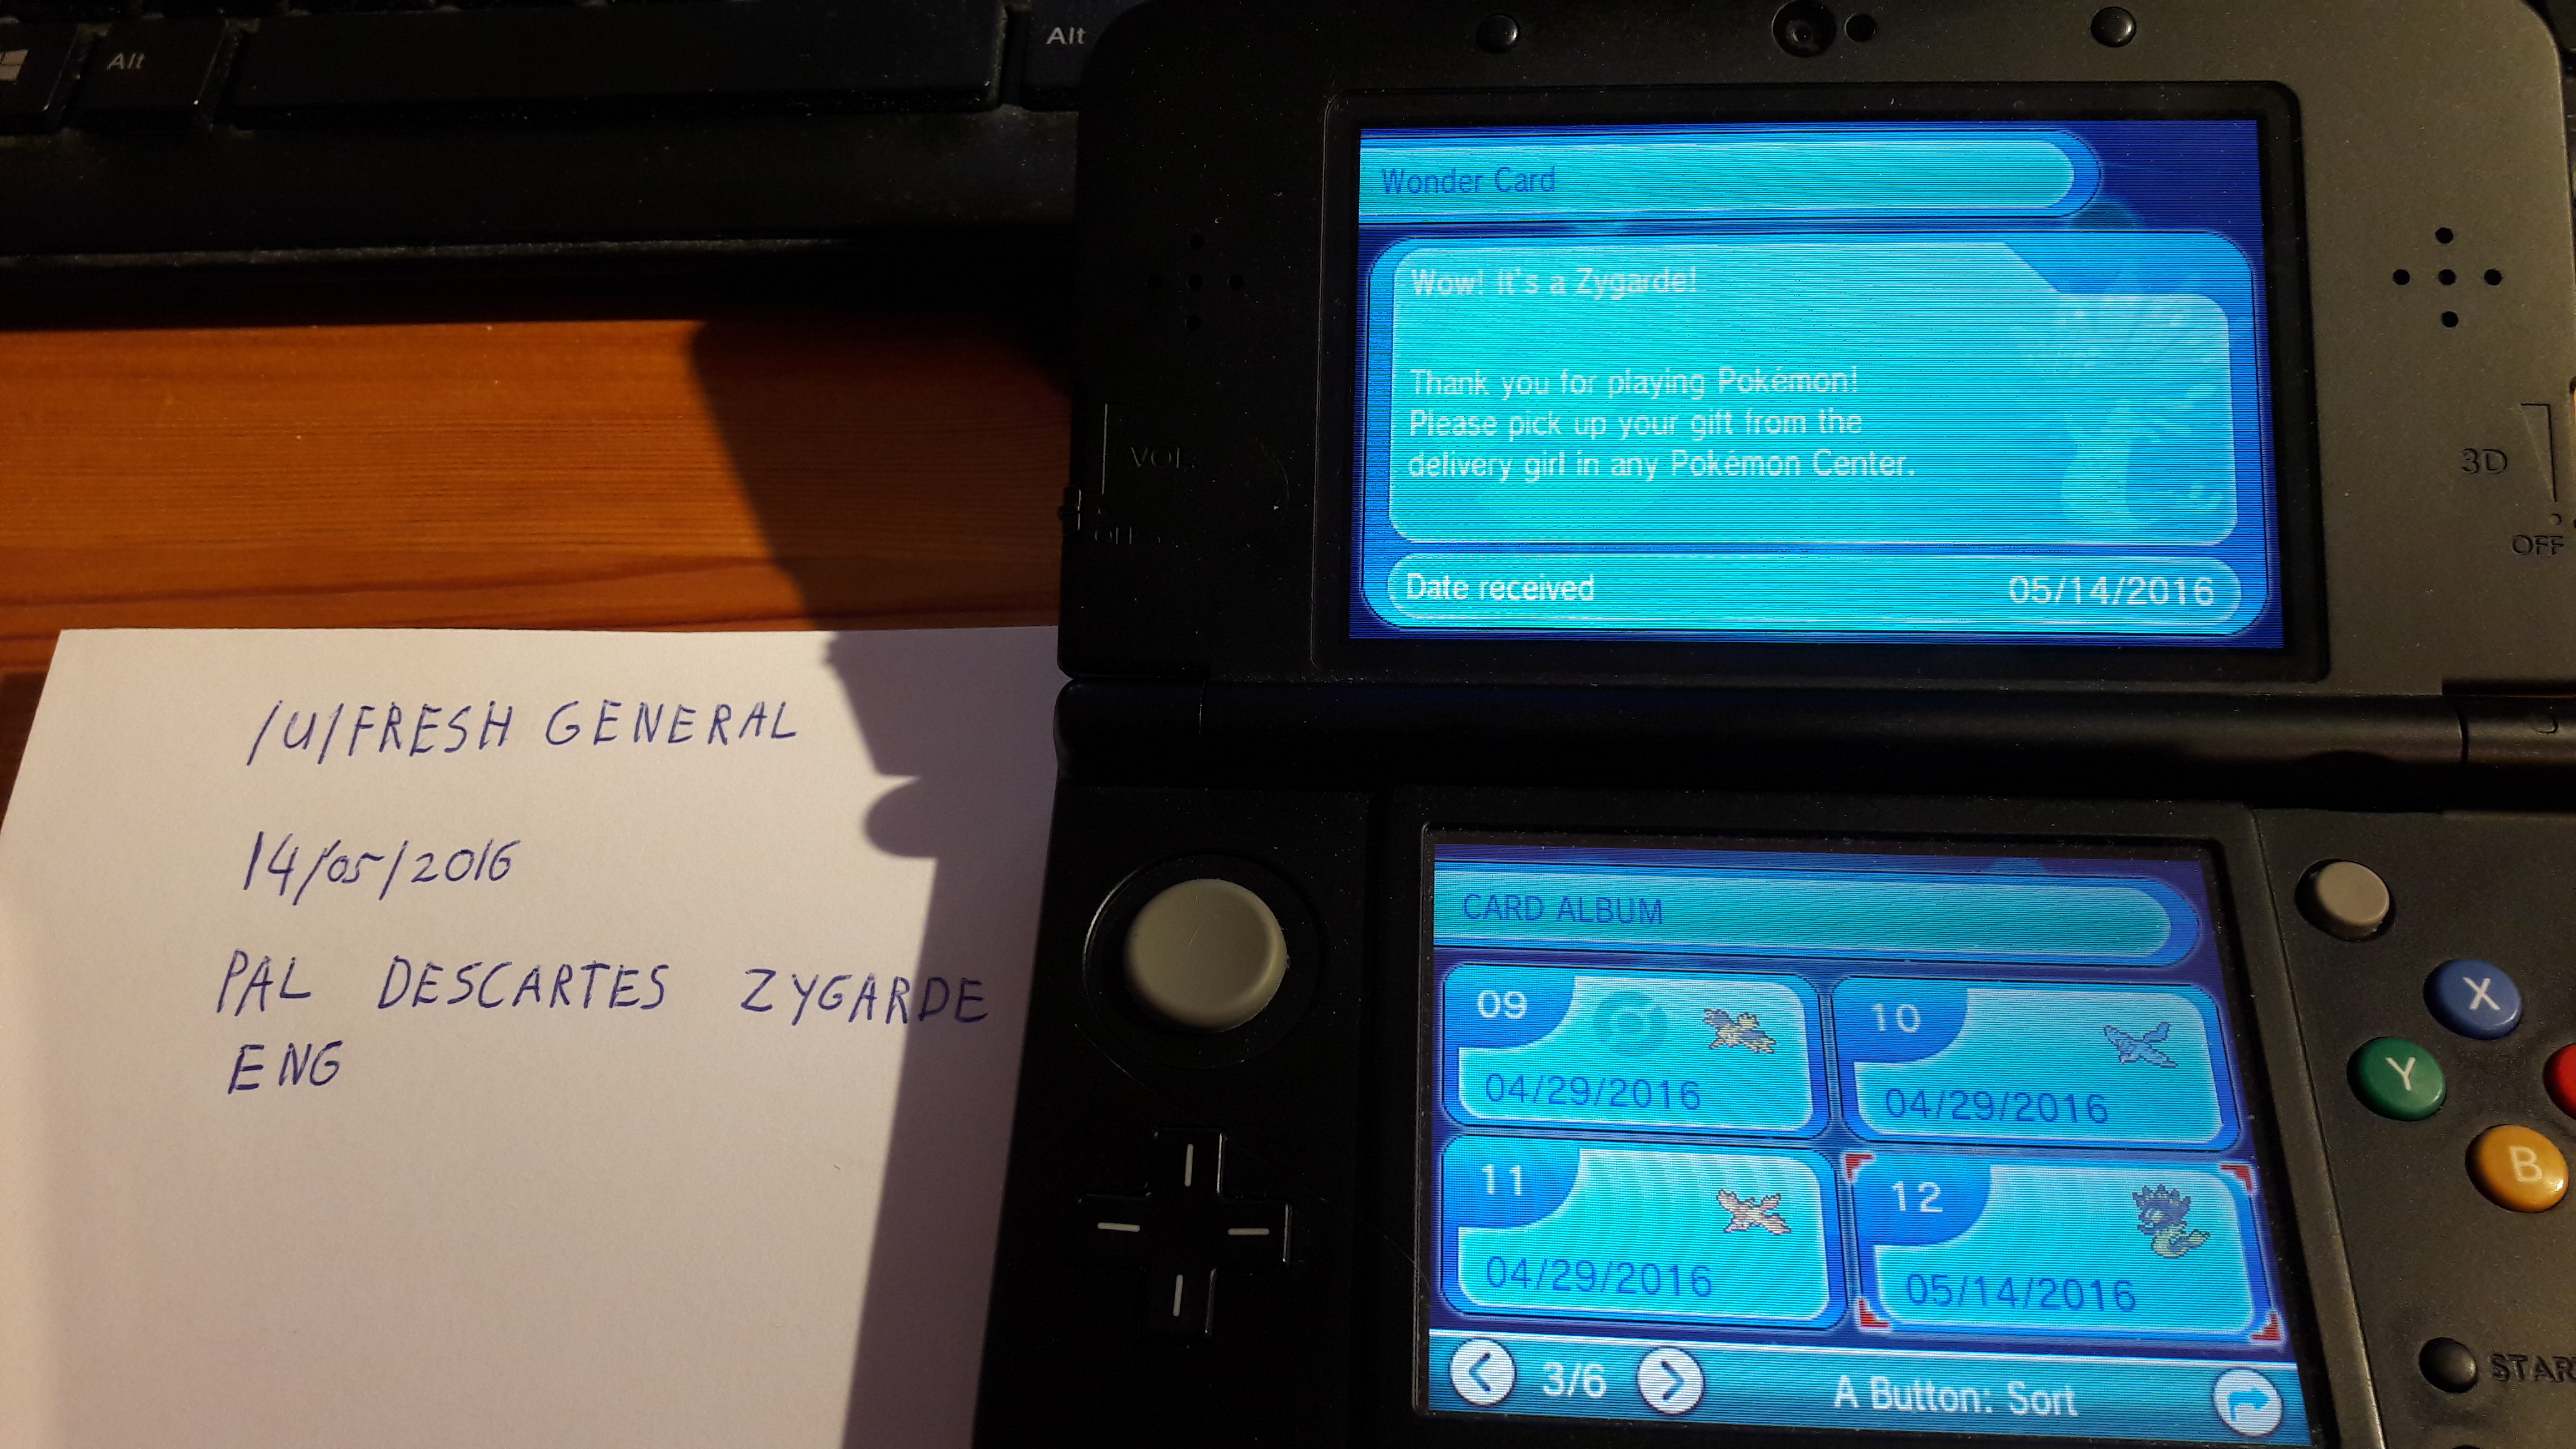 Alt
Alt
Wonder Card
Wow! It's a Zygarde!
Thank you for playing Pokémon!
Please pick up your gift from the
delivery girl in any Pokémon Center.
Date received 05/14/2016
VOL.
OFF
3D
OFF
/U/FRESH GENERAL
14/05/2016
PAL DESCARTES ZYGARDE
ENG
CARD ALBUM
09
04/29/2016
10
04/29/2016
11
04/29/2016
12
05/14/2016
3/6
A Button: Sort
X
Y
B
STAR